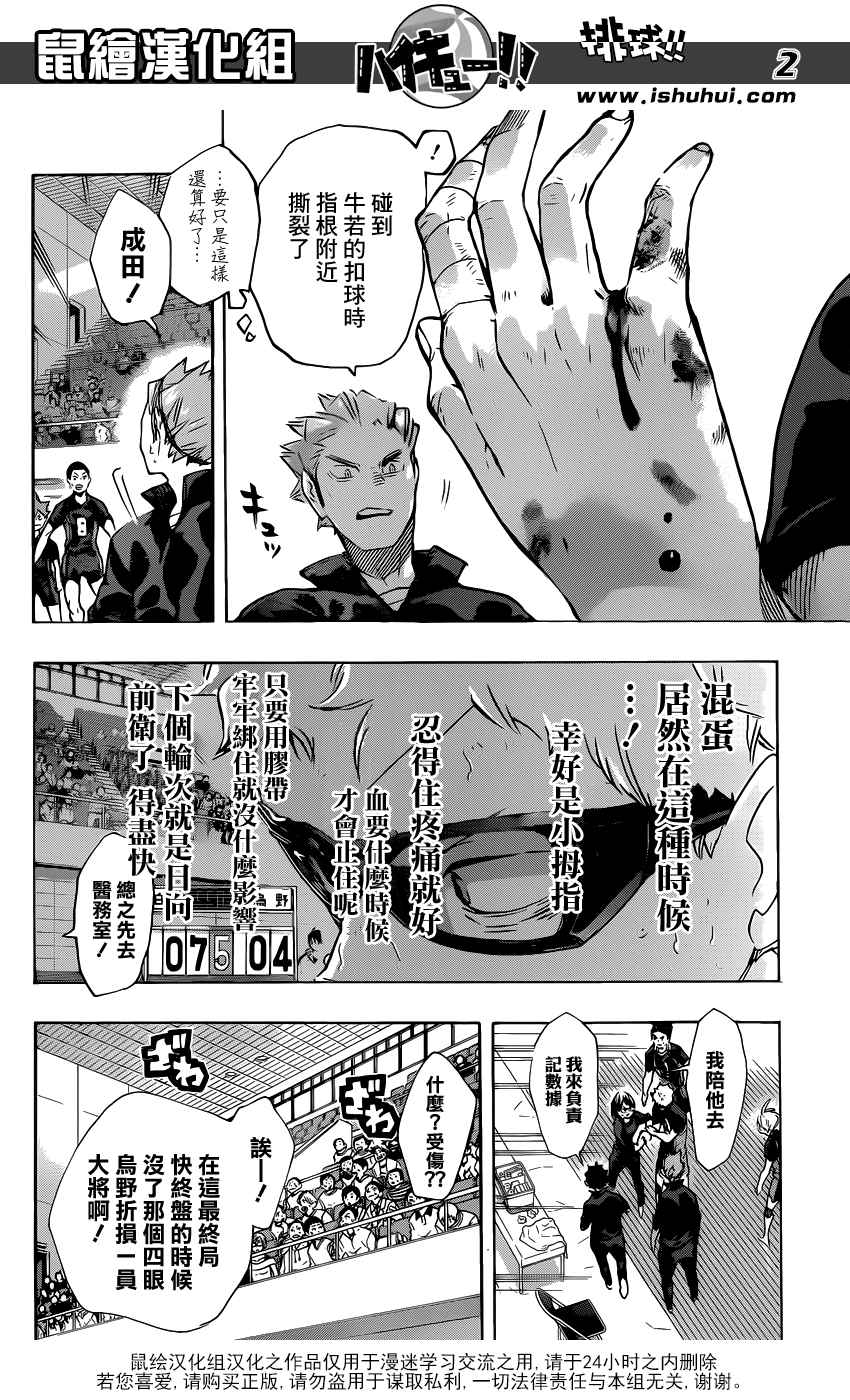 鼠繪漢化組
ハイキュー!!
排球!!
2
www.ishuhui.com
!
碰到
牛若的扣球時
指根附近
撕裂了
キュッ
…要只是這樣
還算好了…
成田!
混蛋
居然在這種時候
…!
幸好是小拇指
忍得住疼痛就好
血要什麼時候
才會止住呢
只要用膠帶
牢牢綁住就沒什麼影響
下個輪次就是日向
前衛了 得盡快
總之先去
醫務室!
野
07 5 04
我陪他去
我來負責
記數據
什麼?受傷??
ざわ
ざわ
誒ー!
在這最終局
快終盤的時候
沒了那個四眼
烏野折損一員
大將啊!
鼠绘汉化组汉化之作品仅用于漫迷学习交流之用,请于24小时之内删除
若您喜爱,请购买正版,请勿盗用于谋取私利,一切法律责任与本组无关,谢谢。